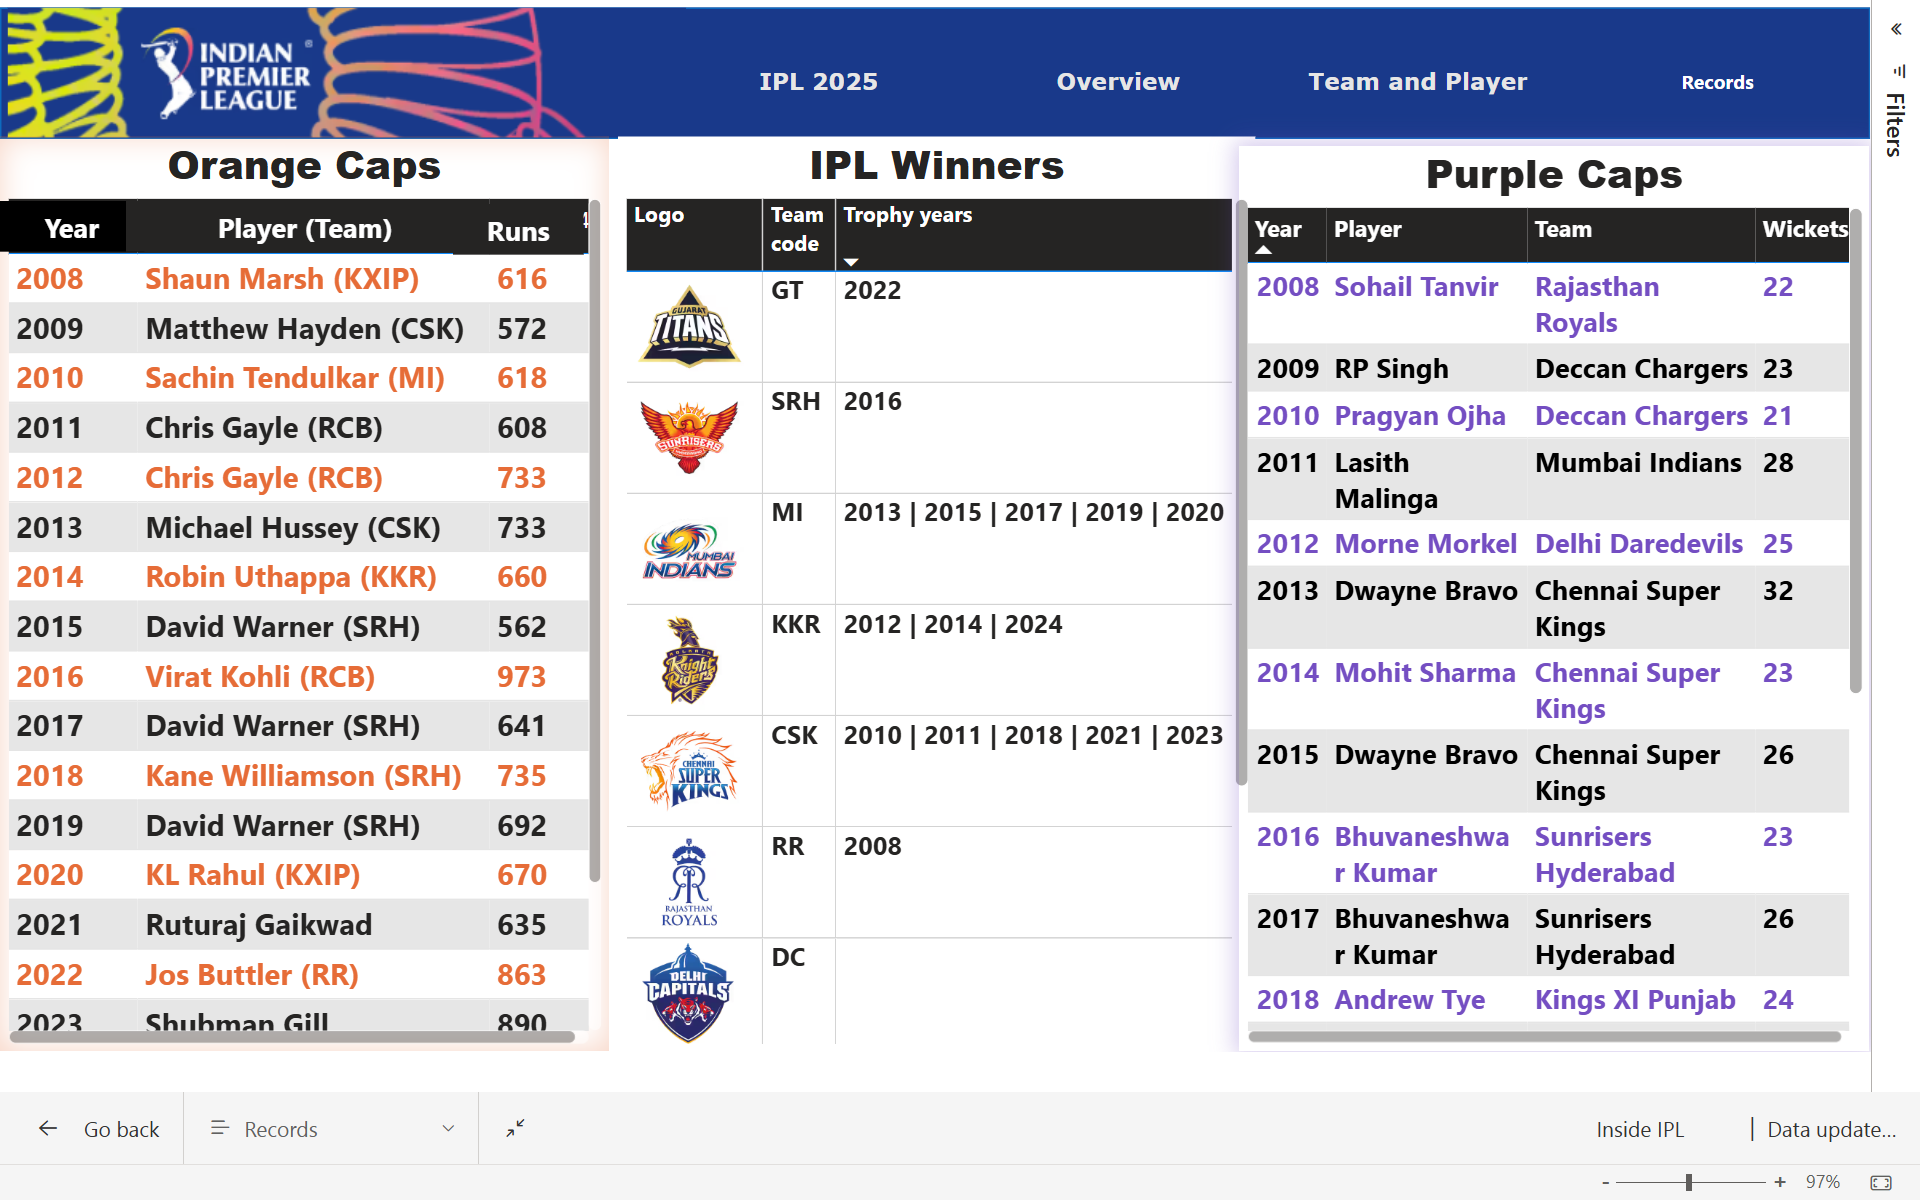 INDIAN
PREMIER
LEAGUE
IPL 2025
Overview
Team and Player
Records
Filters
Orange Caps
Year Player (Team) Runs
2008 Shaun Marsh (KXIP) 616
2009 Matthew Hayden (CSK) 572
2010 Sachin Tendulkar (MI) 618
2011 Chris Gayle (RCB) 608
2012 Chris Gayle (RCB) 733
2013 Michael Hussey (CSK) 733
2014 Robin Uthappa (KKR) 660
2015 David Warner (SRH) 562
2016 Virat Kohli (RCB) 973
2017 David Warner (SRH) 641
2018 Kane Williamson (SRH) 735
2019 David Warner (SRH) 692
2020 KL Rahul (KXIP) 670
2021 Ruturaj Gaikwad 635
2022 Jos Buttler (RR) 863
2023 Shubman Gill 890
IPL Winners
Logo Team Trophy years
code
GUJARAT
TITANS
GT 2022
SUNRISERS
SRH 2016
MUMBAI
INDIANS
MI 2013 | 2015 | 2017 | 2019 | 2020
Knight
Riders
KKR 2012 | 2014 | 2024
CHENNAI
SUPER
KINGS
CSK 2010 | 2011 | 2018 | 2021 | 2023
RR
RAJASTHAN
ROYALS
RR 2008
DELHI
CAPITALS
DC
Purple Caps
Year Player Team Wickets
2008 Sohail Tanvir Rajasthan 22
Royals
2009 RP Singh Deccan Chargers 23
2010 Pragyan Ojha Deccan Chargers 21
2011 Lasith Mumbai Indians 28
Malinga
2012 Morne Morkel Delhi Daredevils 25
2013 Dwayne Bravo Chennai Super 32
Kings
2014 Mohit Sharma Chennai Super 23
Kings
2015 Dwayne Bravo Chennai Super 26
Kings
2016 Bhuvaneshwa Sunrisers 23
r Kumar Hyderabad
2017 Bhuvaneshwa Sunrisers 26
r Kumar Hyderabad
2018 Andrew Tye Kings XI Punjab 24
Go back
Records
Inside IPL | Data update...
- + 97%